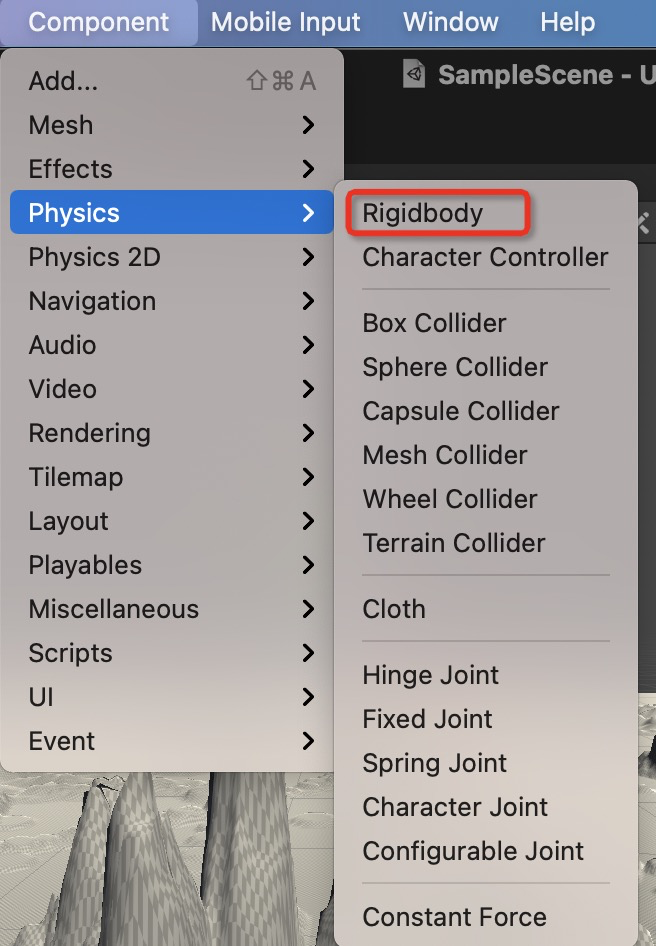 Component Mobile Input Window Help
SampleScene - U
Add... ⇧⌘A
Mesh
Effects
Physics
Physics 2D
Navigation
Audio
Video
Rendering
Tilemap
Layout
Playables
Miscellaneous
Scripts
UI
Event
Rigidbody
Character Controller
Box Collider
Sphere Collider
Capsule Collider
Mesh Collider
Wheel Collider
Terrain Collider
Cloth
Hinge Joint
Fixed Joint
Spring Joint
Character Joint
Configurable Joint
Constant Force